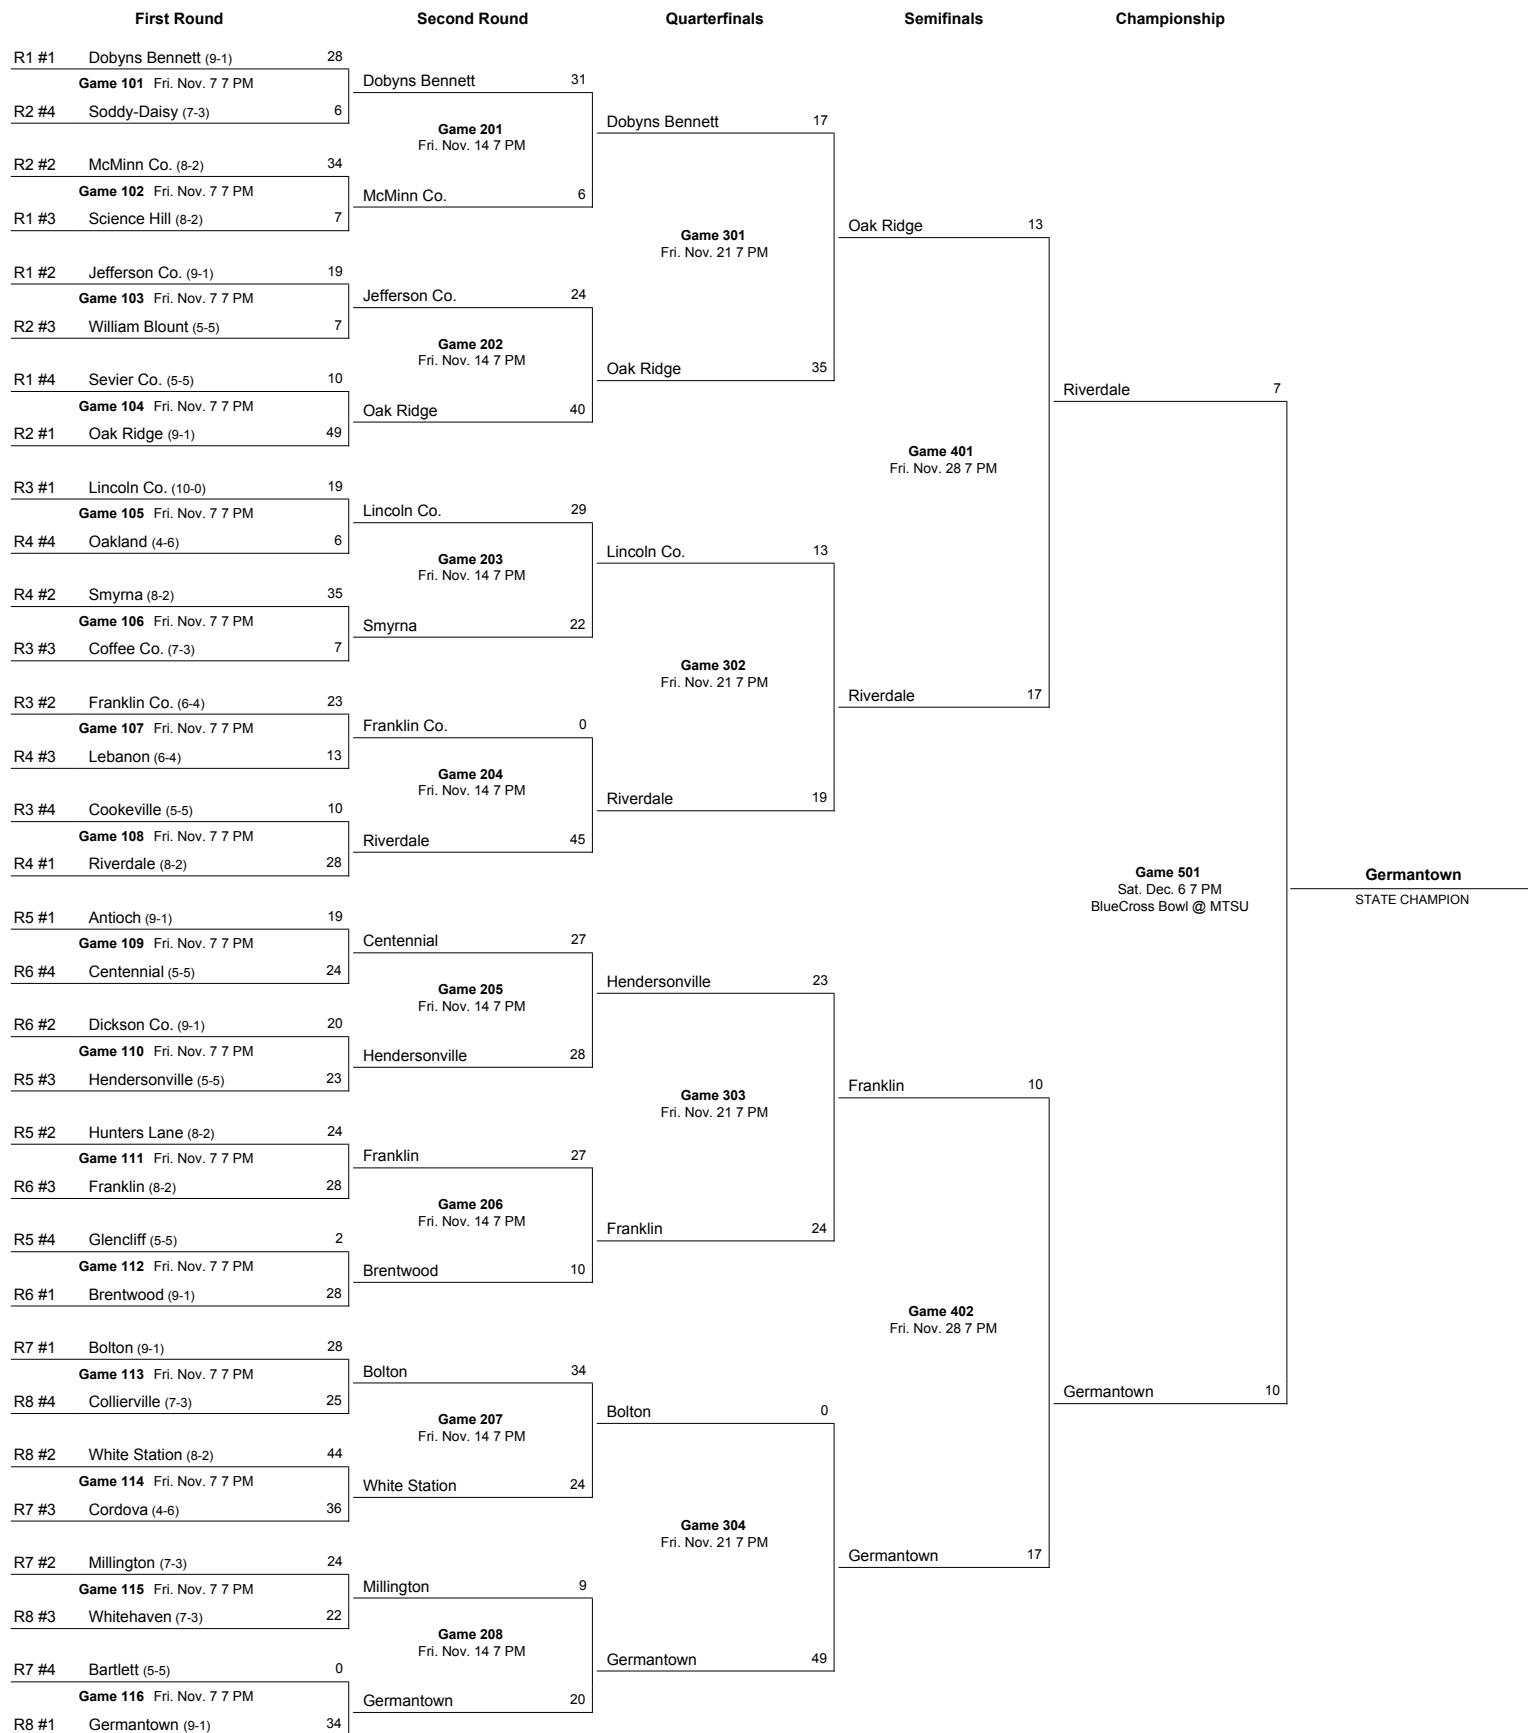 First Round
Second Round
Quarterfinals
Semifinals
Championship
R1 #1 Dobyns Bennett (9-1) 28
Game 101 Fri. Nov. 7 7 PM
R2 #4 Soddy-Daisy (7-3) 6
R2 #2 McMinn Co. (8-2) 34
Game 102 Fri. Nov. 7 7 PM
R1 #3 Science Hill (8-2) 7
R1 #2 Jefferson Co. (9-1) 19
Game 103 Fri. Nov. 7 7 PM
R2 #3 William Blount (5-5) 7
R1 #4 Sevier Co. (5-5) 10
Game 104 Fri. Nov. 7 7 PM
R2 #1 Oak Ridge (9-1) 49
R3 #1 Lincoln Co. (10-0) 19
Game 105 Fri. Nov. 7 7 PM
R4 #4 Oakland (4-6) 6
R4 #2 Smyrna (8-2) 35
Game 106 Fri. Nov. 7 7 PM
R3 #3 Coffee Co. (7-3) 7
R3 #2 Franklin Co. (6-4) 23
Game 107 Fri. Nov. 7 7 PM
R4 #3 Lebanon (6-4) 13
R3 #4 Cookeville (5-5) 10
Game 108 Fri. Nov. 7 7 PM
R4 #1 Riverdale (8-2) 28
R5 #1 Antioch (9-1) 19
Game 109 Fri. Nov. 7 7 PM
R6 #4 Centennial (5-5) 24
R6 #2 Dickson Co. (9-1) 20
Game 110 Fri. Nov. 7 7 PM
R5 #3 Hendersonville (5-5) 23
R5 #2 Hunters Lane (8-2) 24
Game 111 Fri. Nov. 7 7 PM
R6 #3 Franklin (8-2) 28
R5 #4 Glencliff (5-5) 2
Game 112 Fri. Nov. 7 7 PM
R6 #1 Brentwood (9-1) 28
R7 #1 Bolton (9-1) 28
Game 113 Fri. Nov. 7 7 PM
R8 #4 Collierville (7-3) 25
R8 #2 White Station (8-2) 44
Game 114 Fri. Nov. 7 7 PM
R7 #3 Cordova (4-6) 36
R7 #2 Millington (7-3) 24
Game 115 Fri. Nov. 7 7 PM
R8 #3 Whitehaven (7-3) 22
R7 #4 Bartlett (5-5) 0
Game 116 Fri. Nov. 7 7 PM
R8 #1 Germantown (9-1) 34
Dobyns Bennett 31
Game 201
Fri. Nov. 14 7 PM
McMinn Co. 6
Jefferson Co. 24
Game 202
Fri. Nov. 14 7 PM
Oak Ridge 40
Lincoln Co. 29
Game 203
Fri. Nov. 14 7 PM
Smyrna 22
Franklin Co. 0
Game 204
Fri. Nov. 14 7 PM
Riverdale 45
Centennial 27
Game 205
Fri. Nov. 14 7 PM
Hendersonville 28
Franklin 27
Game 206
Fri. Nov. 14 7 PM
Brentwood 10
Bolton 34
Game 207
Fri. Nov. 14 7 PM
White Station 24
Millington 9
Game 208
Fri. Nov. 14 7 PM
Germantown 20
Dobyns Bennett 17
Game 301
Fri. Nov. 21 7 PM
Oak Ridge 35
Lincoln Co. 13
Game 302
Fri. Nov. 21 7 PM
Riverdale 19
Hendersonville 23
Game 303
Fri. Nov. 21 7 PM
Franklin 24
Bolton 0
Game 304
Fri. Nov. 21 7 PM
Germantown 49
Oak Ridge 13
Game 401
Fri. Nov. 28 7 PM
Riverdale 17
Franklin 10
Game 402
Fri. Nov. 28 7 PM
Germantown 17
Riverdale 7
Game 501
Sat. Dec. 6 7 PM
BlueCross Bowl @ MTSU
Germantown 10
Germantown
STATE CHAMPION